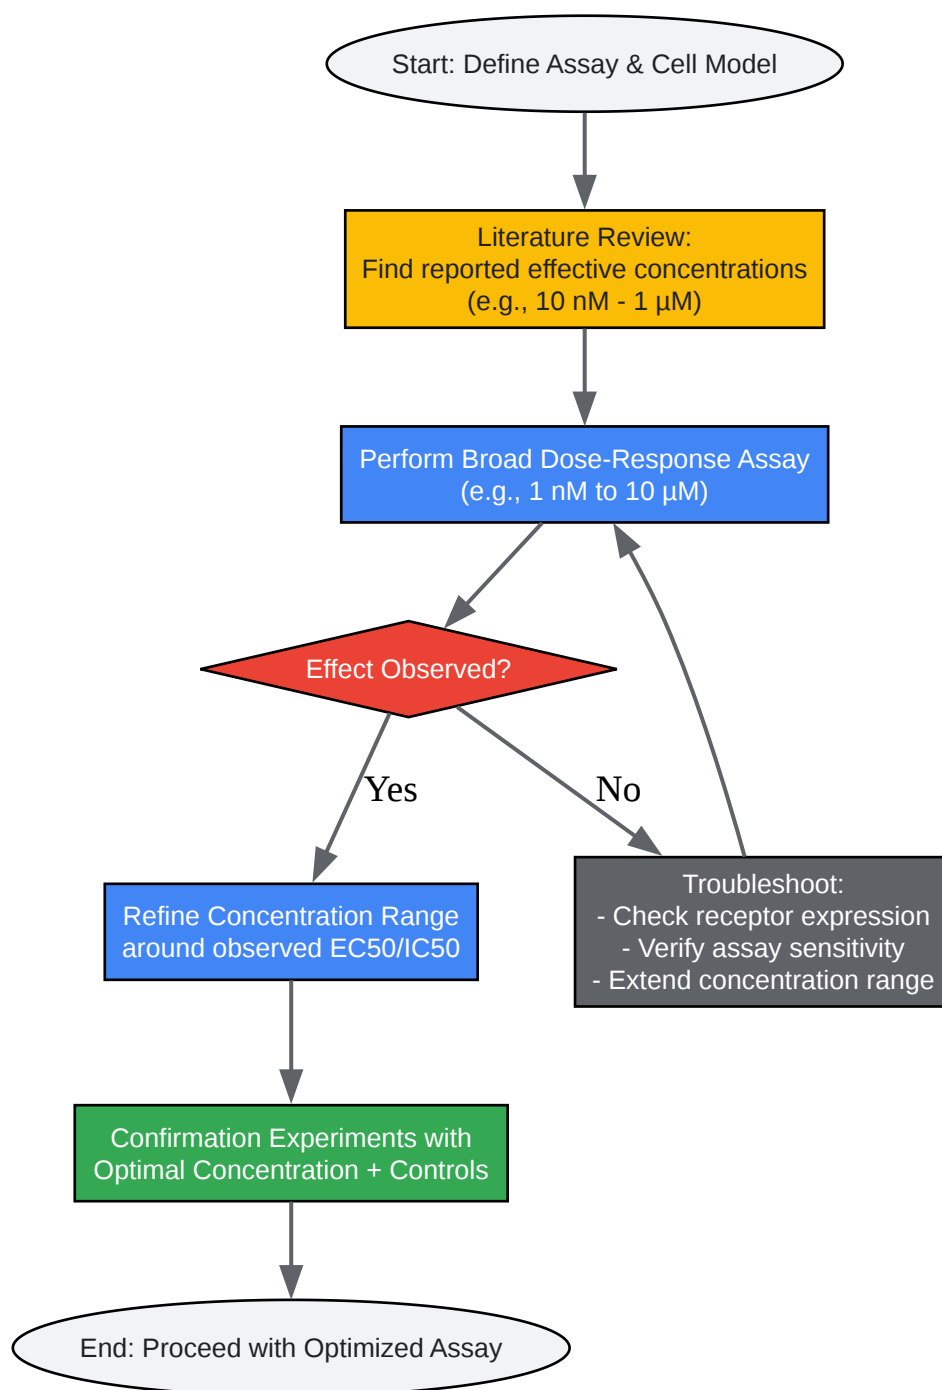 Start: Define Assay & Cell Model
Literature Review:
Find reported effective concentrations
(e.g., 10 nM - 1 µM)
Perform Broad Dose-Response Assay
(e.g., 1 nM to 10 µM)
Effect Observed?
Yes
No
Refine Concentration Range
around observed EC50/IC50
Troubleshoot:
- Check receptor expression
- Verify assay sensitivity
- Extend concentration range
Confirmation Experiments with
Optimal Concentration + Controls
End: Proceed with Optimized Assay